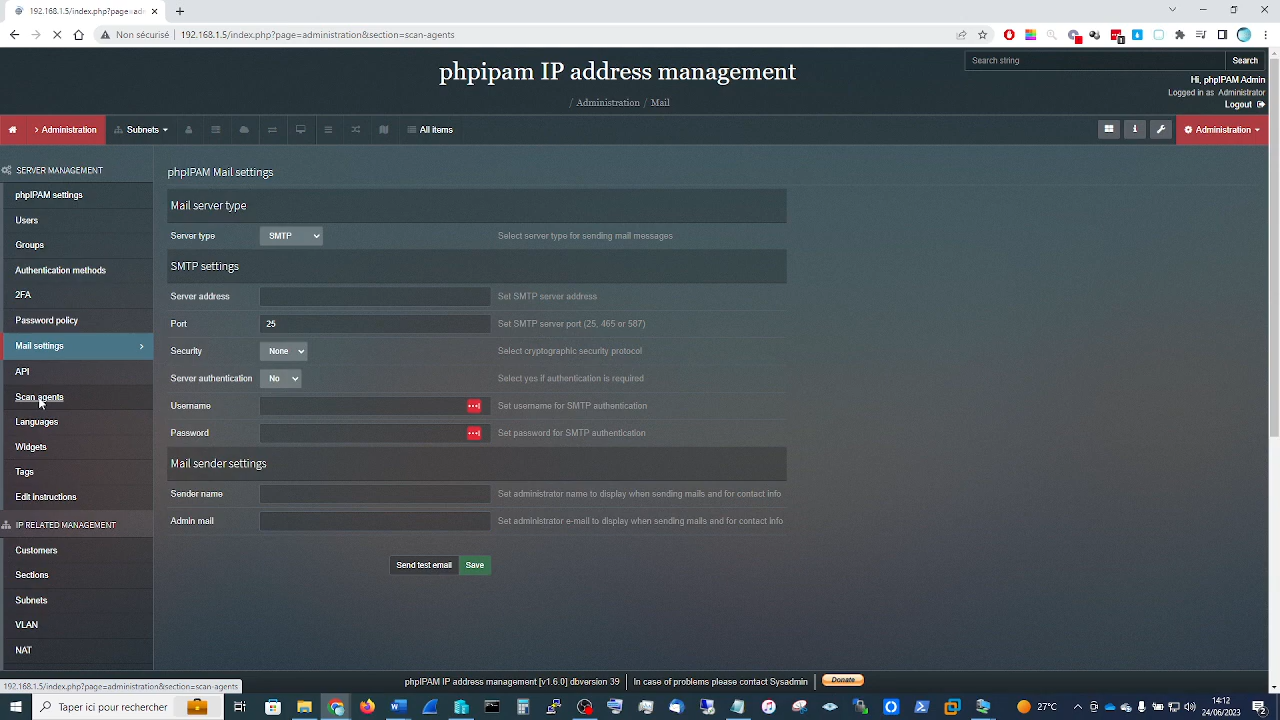 192.168.1.5/index.php?page=adr
Non sécurisé
192.168.1.5/index.php?page=administration&section=scan-agents
phpipam IP address management
/ Administration / Mail
Search string
Search
Hi, phpIPAM Admin
Logged in as Administrator
Logout
Administration
Subnets
All items
Administration
SERVER MANAGEMENT
phpIPAM settings
Users
Groups
Authentication methods
2FA
Password policy
Mail settings
API
Scan agents
Languages
Widgets
Tags
Edit instructions
IP RELATED MANAGEMENT
Customers
Sections
Subnets
VLAN
NAT
phpIPAM Mail settings
Mail server type
Server type SMTP Select server type for sending mail messages
SMTP settings
Server address Set SMTP server address
Port 25 Set SMTP server port (25, 465 or 587)
Security None Select cryptographic security protocol
Server authentication No Select yes if authentication is required
Username Set username for SMTP authentication
Password Set password for SMTP authentication
Mail sender settings
Sender name Set administrator name to display when sending mails and for contact info
Admin mail Set administrator e-mail to display when sending mails and for contact info
Send test email Save
192.168.1.5/index.php?page=administration&section=scan-agents
phpIPAM IP address management [v1.6.0] dbversion 39
In case of problems please contact Sysadmin
Donate
Taper ici pour rechercher
27°C
14:12
24/06/2023